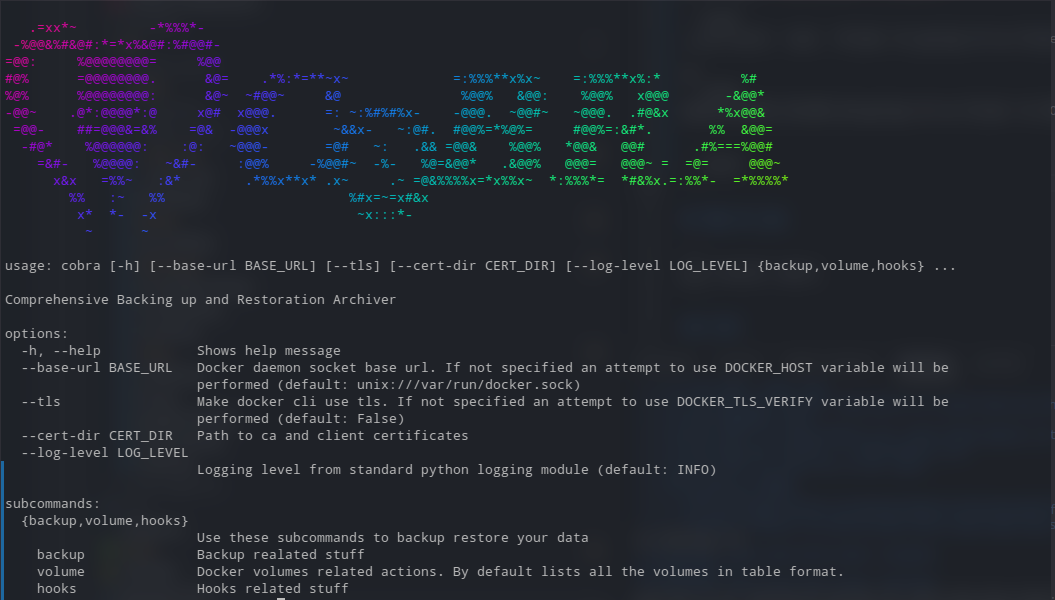 usage: cobra [-h] [--base-url BASE_URL] [--tls] [--cert-dir CERT_DIR] [--log-level LOG_LEVEL] {backup,volume,hooks} ...
Comprehensive Backing up and Restoration Archiver
options:
-h, --help Shows help message
--base-url BASE_URL Docker daemon socket base url. If not specified an attempt to use DOCKER_HOST variable will be
performed (default: unix:///var/run/docker.sock)
--tls Make docker cli use tls. If not specified an attempt to use DOCKER_TLS_VERIFY variable will be
performed (default: False)
--cert-dir CERT_DIR Path to ca and client certificates
--log-level LOG_LEVEL
Logging level from standard python logging module (default: INFO)
subcommands:
{backup,volume,hooks}
Use these subcommands to backup restore your data
backup Backup realated stuff
volume Docker volumes related actions. By default lists all the volumes in table format.
hooks Hooks related stuff